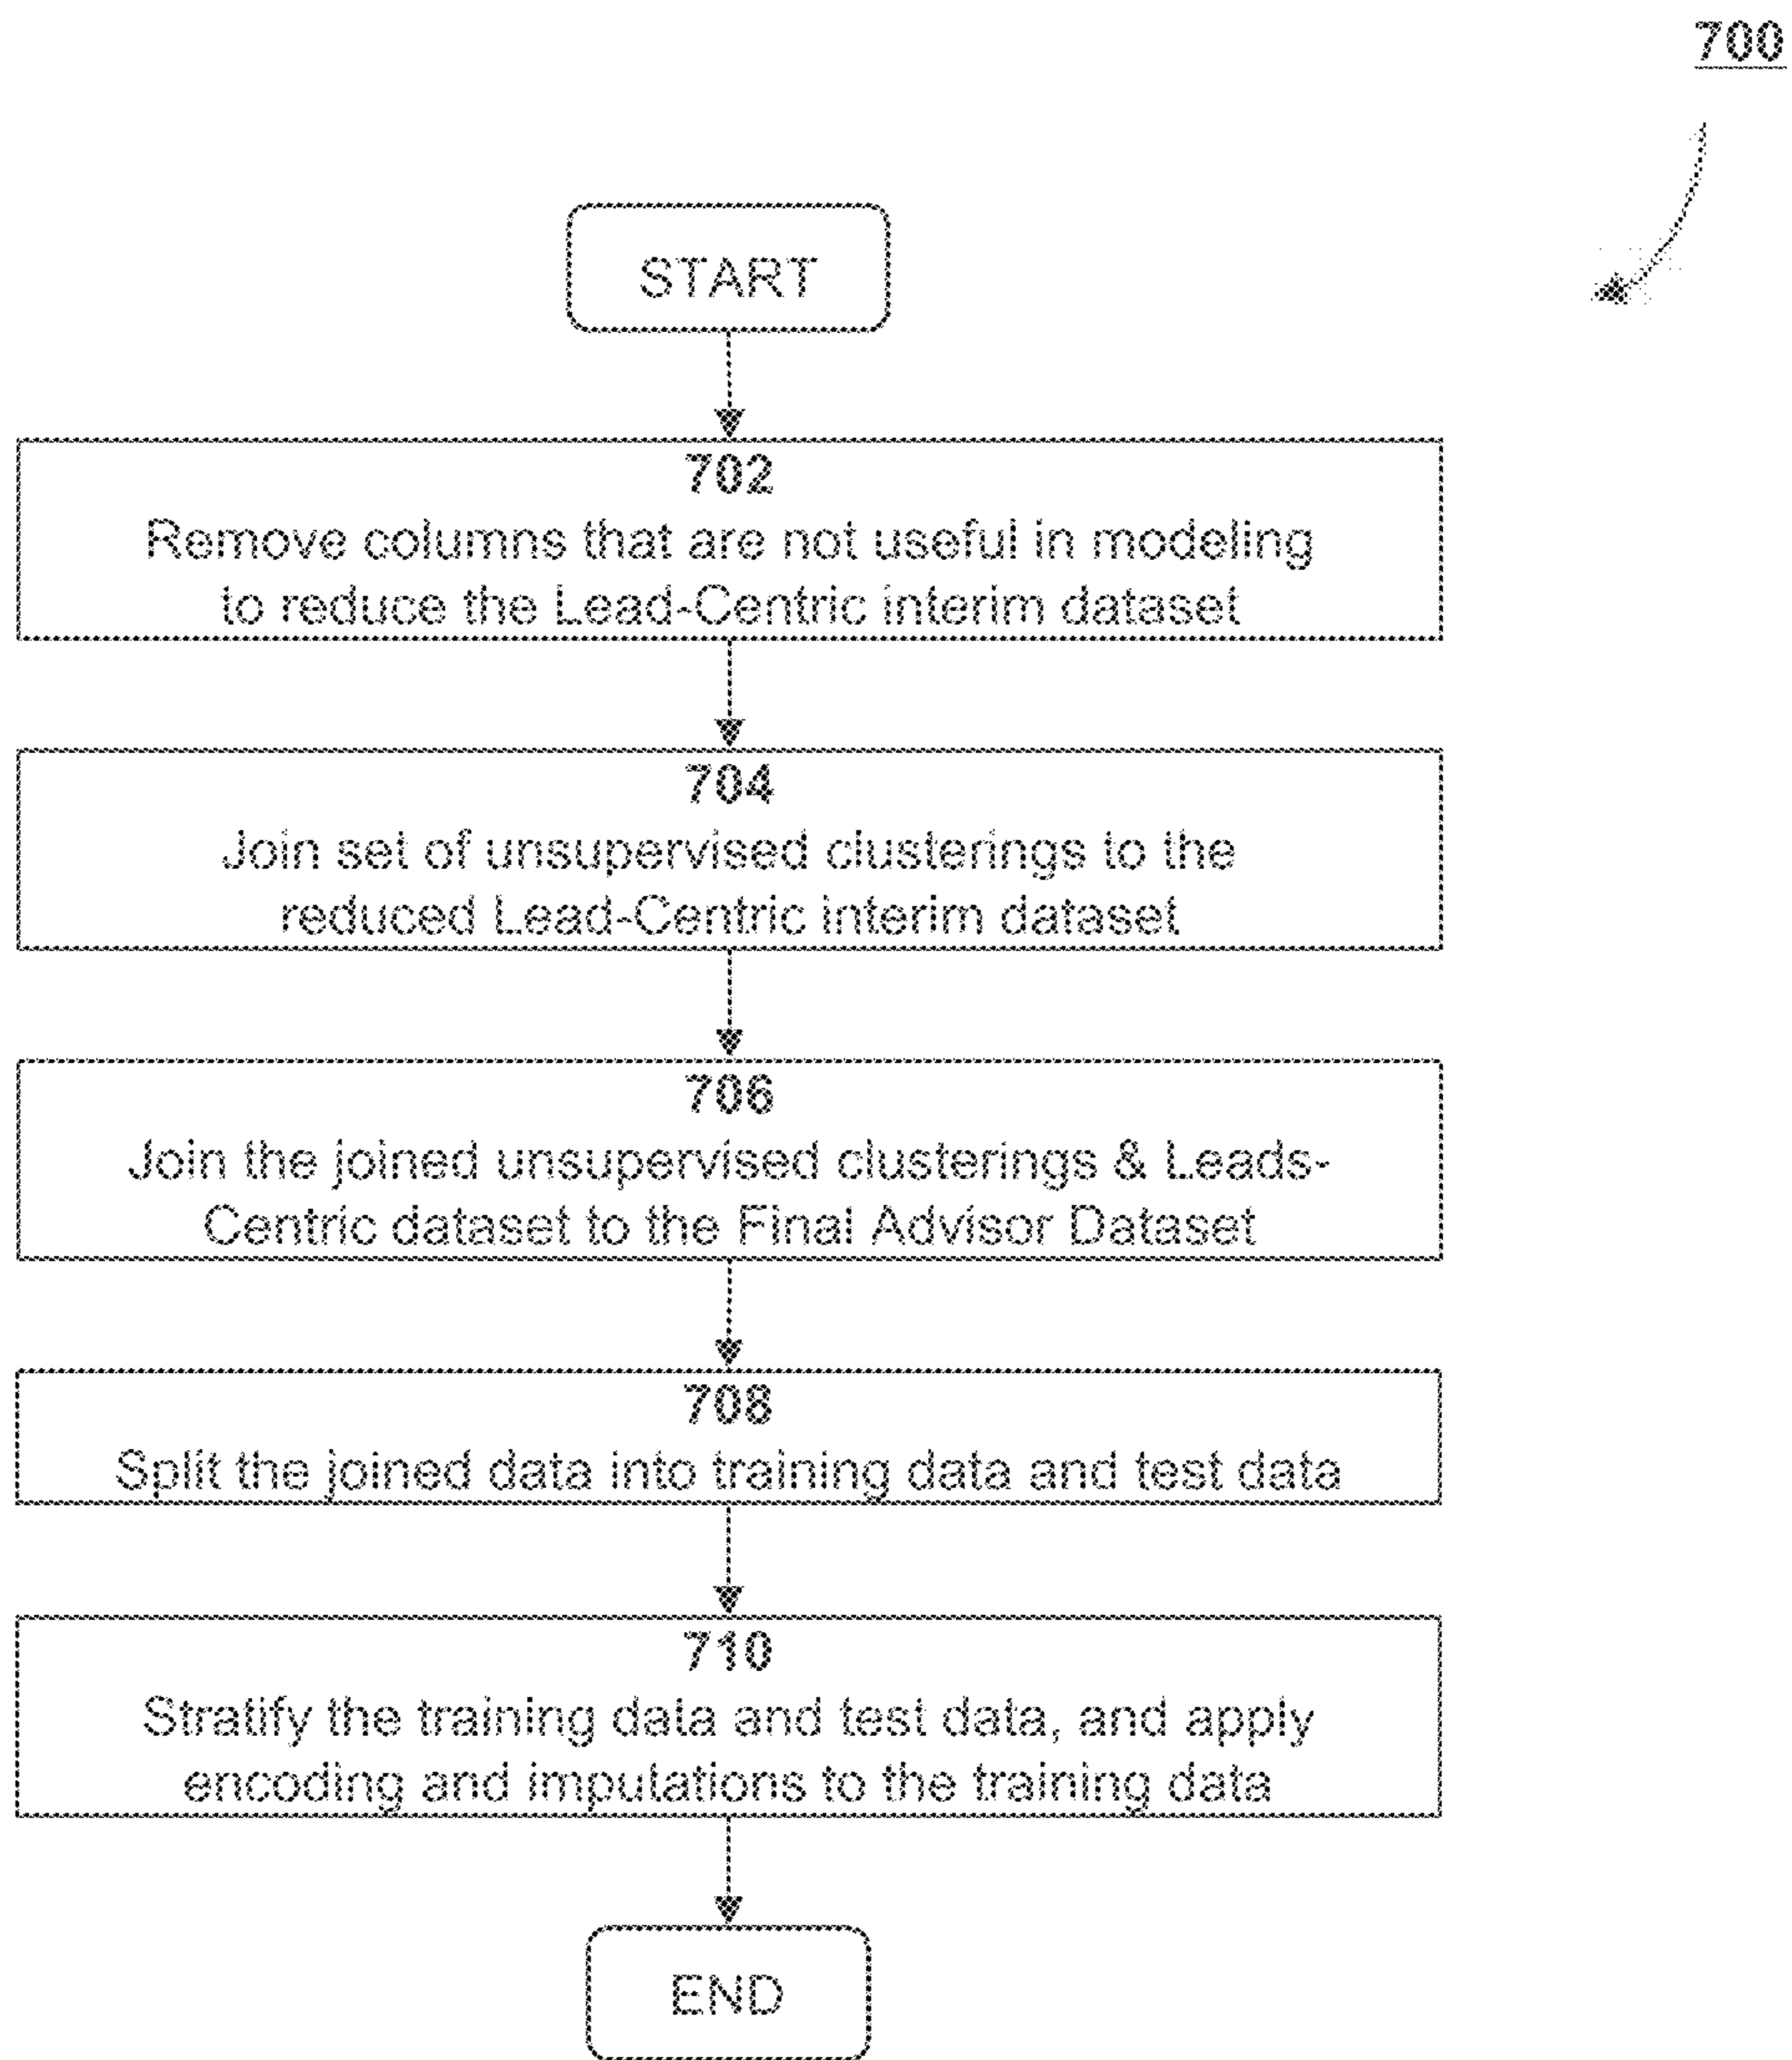 700
START
702
Remove columns that are not useful in modeling
to reduce the Lead-Centric interim dataset
704
Join set of unsupervised clusterings to the
reduced Lead-Centric interim dataset
706
Join the joined unsupervised clusterings & Leads-
Centric dataset to the Final Advisor Dataset
708
Split the joined data into training data and test data
710
Stratify the training data and test data, and apply
encoding and imputations to the training data
END